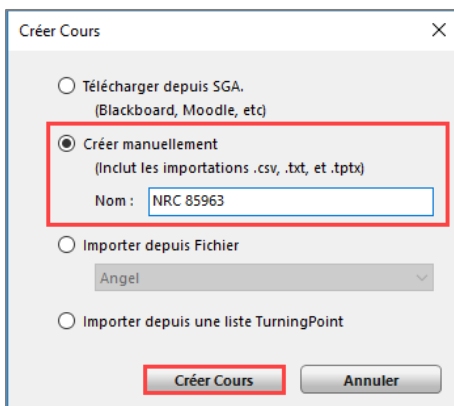 Créer Cours
Télécharger depuis SGA.
(Blackboard, Moodle, etc)
Créer manuellement
(Inclut les importations .csv, .txt, et .tptx)
Nom : NRC 85963
Importer depuis Fichier
Angel
Importer depuis une liste TurningPoint
Créer Cours Annuler